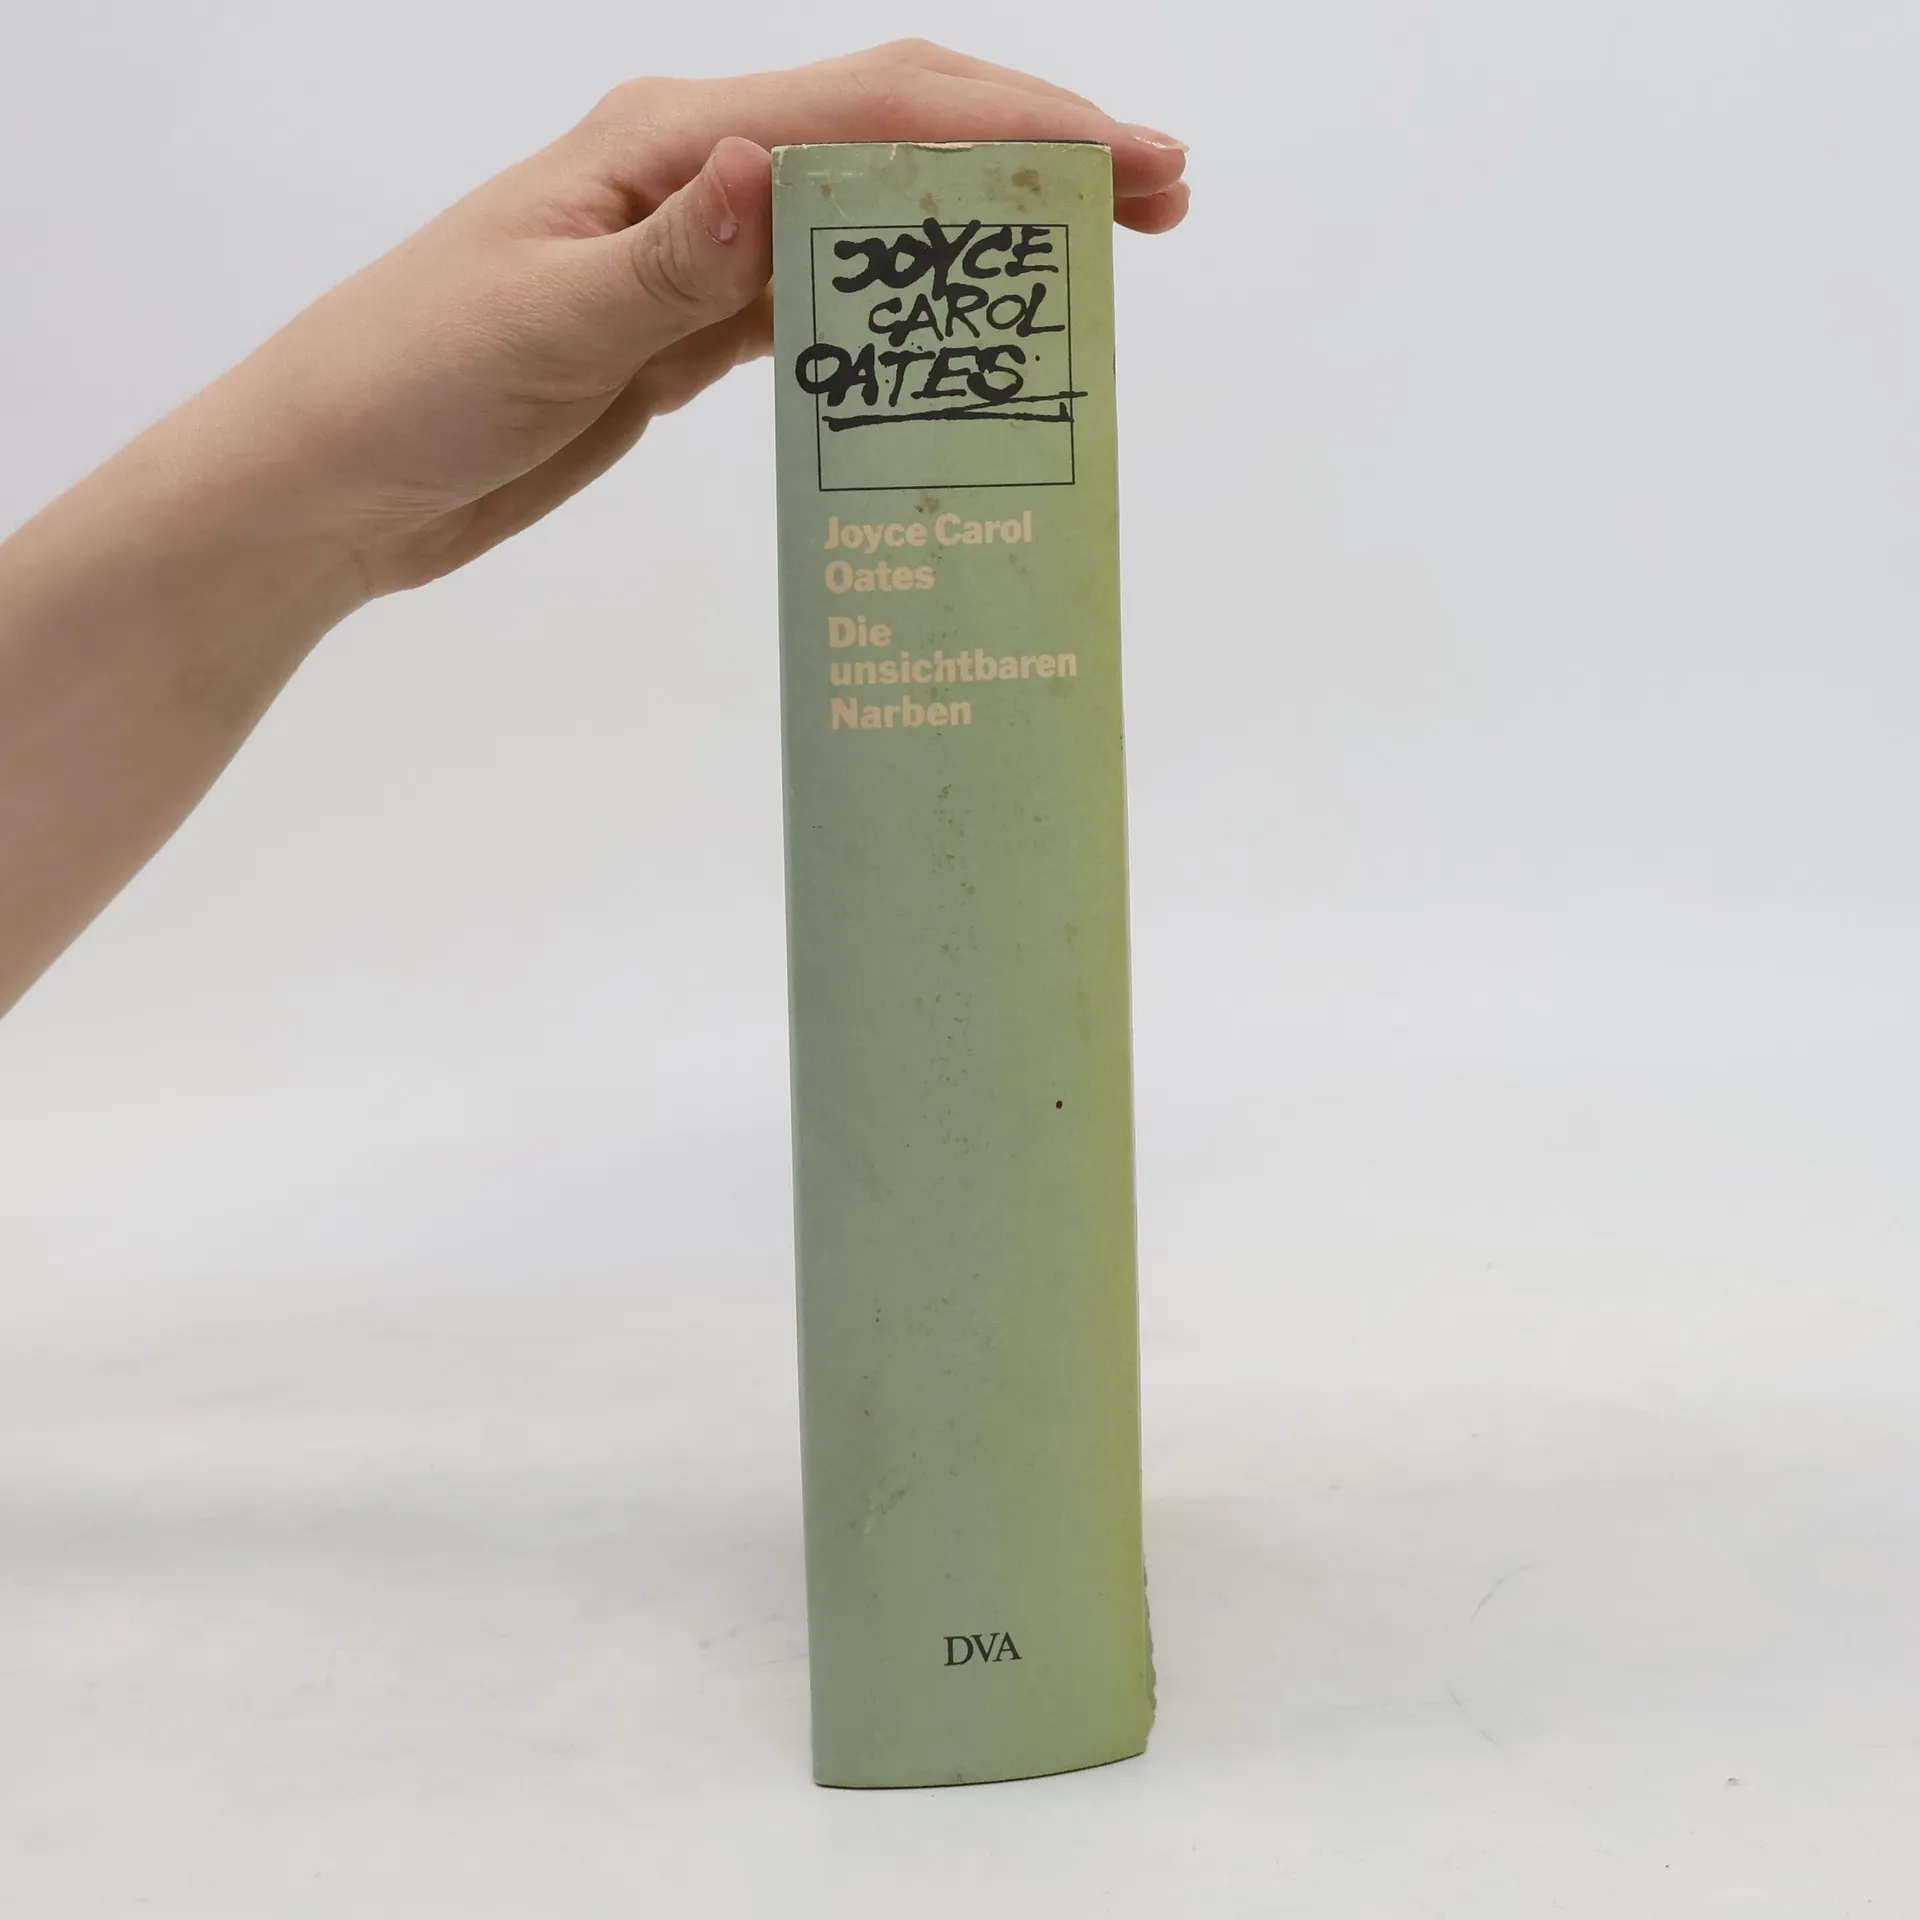 JOYCE
CAROL
OATES
Joyce Carol
Oates
Die
unsichtbaren
Narben
DVA